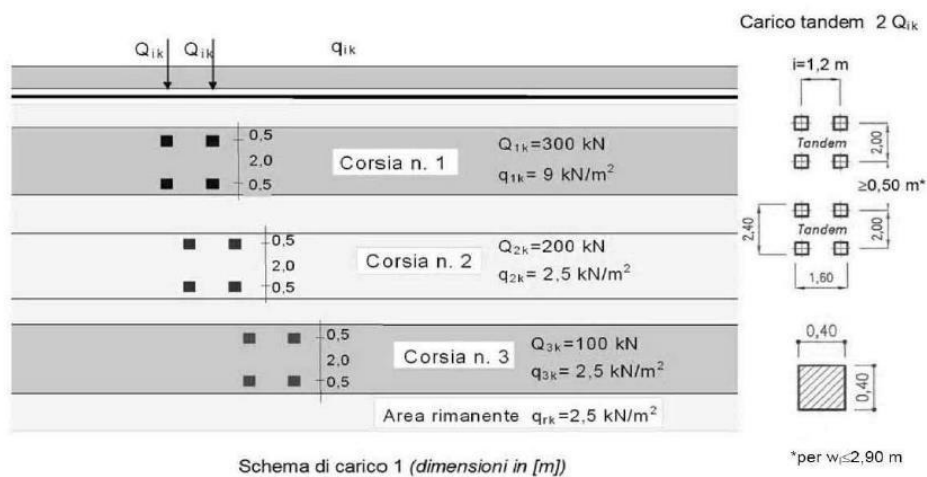 Carico tandem 2 Qik
Qik Qik qik
i=1,2 m
0,5
2,0
0,5
Corsia n. 1
Q1k=300 kN
q1k= 9 kN/m²
Tandem
2,00
≥0,50 m*
0,5
2,0
0,5
Corsia n. 2
Q2k=200 kN
q2k= 2,5 kN/m²
2,40
Tandem
2,00
1,60
0,5
2,0
0,5
Corsia n. 3
Q3k=100 kN
q3k= 2,5 kN/m²
0,40
0,40
Area rimanente qrk=2,5 kN/m²
Schema di carico 1 (dimensioni in [m])
*per wl≤2,90 m